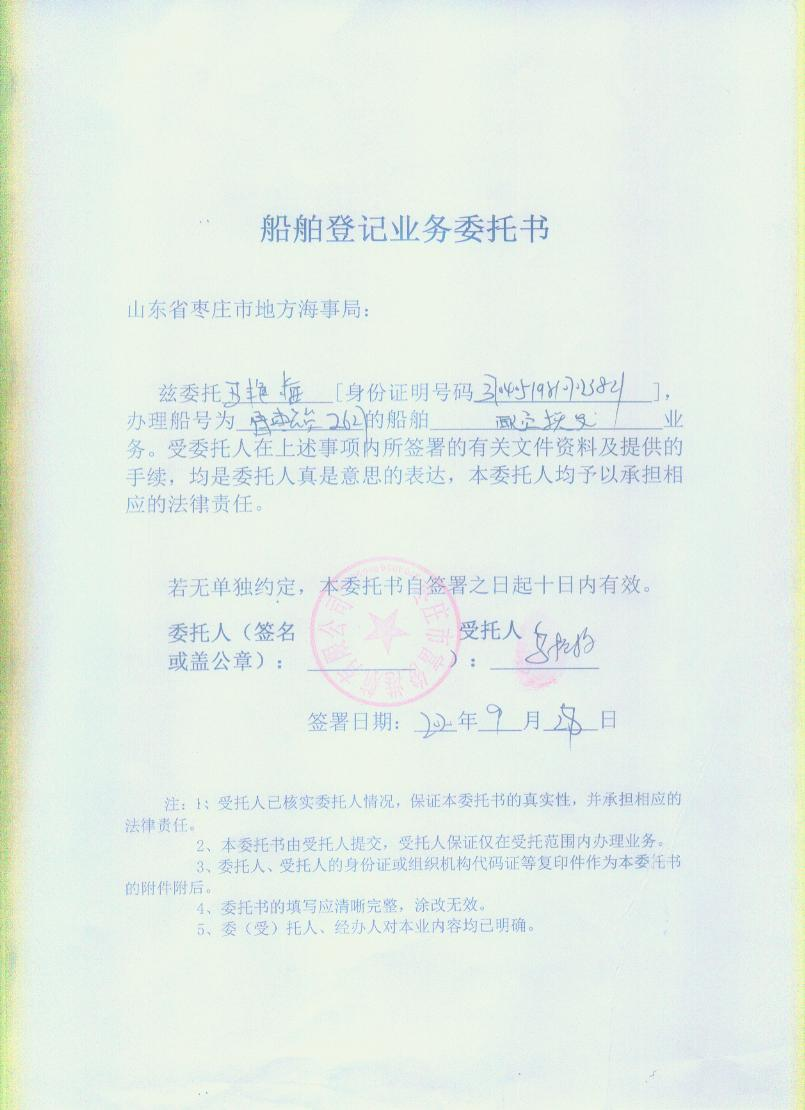 船舶登记业务委托书
山东省枣庄市地方海事局：
兹委托 [身份证明号码 ]，
办理船号为 的船舶 业
务。受委托人在上述事项内所签署的有关文件资料及提供的
手续，均是委托人真是意思的表达，本委托人均予以承担相
应的法律责任。
若无单独约定，本委托书自签署之日起十日内有效。
委托人（签名 受托人
或盖公章）： ）：
有限公司
签署日期： 年 9 月 28 日
注：1、受托人已核实委托人情况，保证本委托书的真实性，并承担相应的
法律责任。
2、本委托书由受托人提交，受托人保证仅在受托范围内办理业务。
3、委托人、受托人的身份证或组织机构代码证等复印件作为本委托书
的附件附后。
4、委托书的填写应清晰完整，涂改无效。
5、委（受）托人、经办人对本业内容均已明确。